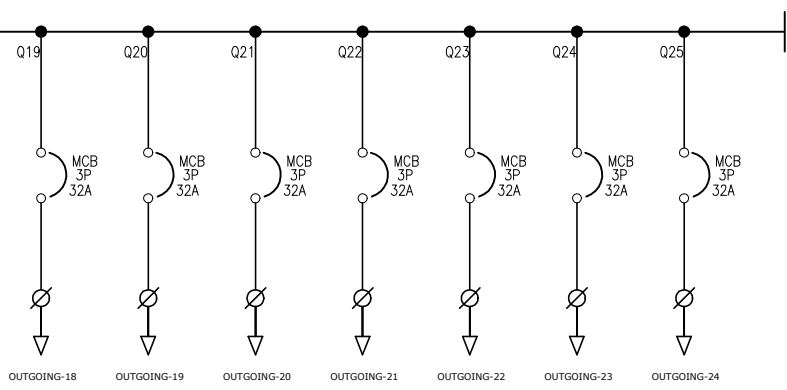 Q19 Q20 Q21 Q22 Q23 Q24 Q25
MCB MCB MCB MCB MCB MCB MCB
3P 3P 3P 3P 3P 3P 3P
32A 32A 32A 32A 32A 32A 32A
OUTGOING-18 OUTGOING-19 OUTGOING-20 OUTGOING-21 OUTGOING-22 OUTGOING-23 OUTGOING-24